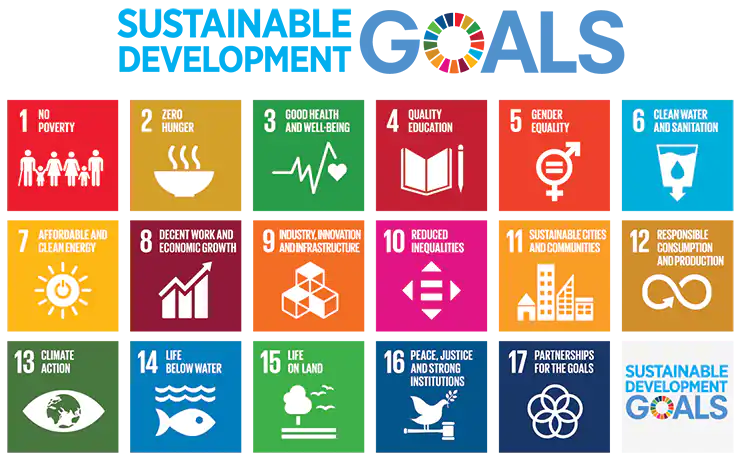 SUSTAINABLE
DEVELOPMENT
GOALS
1 NO
POVERTY
2 ZERO
HUNGER
3 GOOD HEALTH
AND WELL-BEING
4 QUALITY
EDUCATION
5 GENDER
EQUALITY
6 CLEAN WATER
AND SANITATION
7 AFFORDABLE AND
CLEAN ENERGY
8 DECENT WORK AND
ECONOMIC GROWTH
9 INDUSTRY, INNOVATION
AND INFRASTRUCTURE
10 REDUCED
INEQUALITIES
11 SUSTAINABLE CITIES
AND COMMUNITIES
12 RESPONSIBLE
CONSUMPTION
AND PRODUCTION
13 CLIMATE
ACTION
14 LIFE
BELOW WATER
15 LIFE
ON LAND
16 PEACE, JUSTICE
AND STRONG
INSTITUTIONS
17 PARTNERSHIPS
FOR THE GOALS
SUSTAINABLE
DEVELOPMENT
GOALS